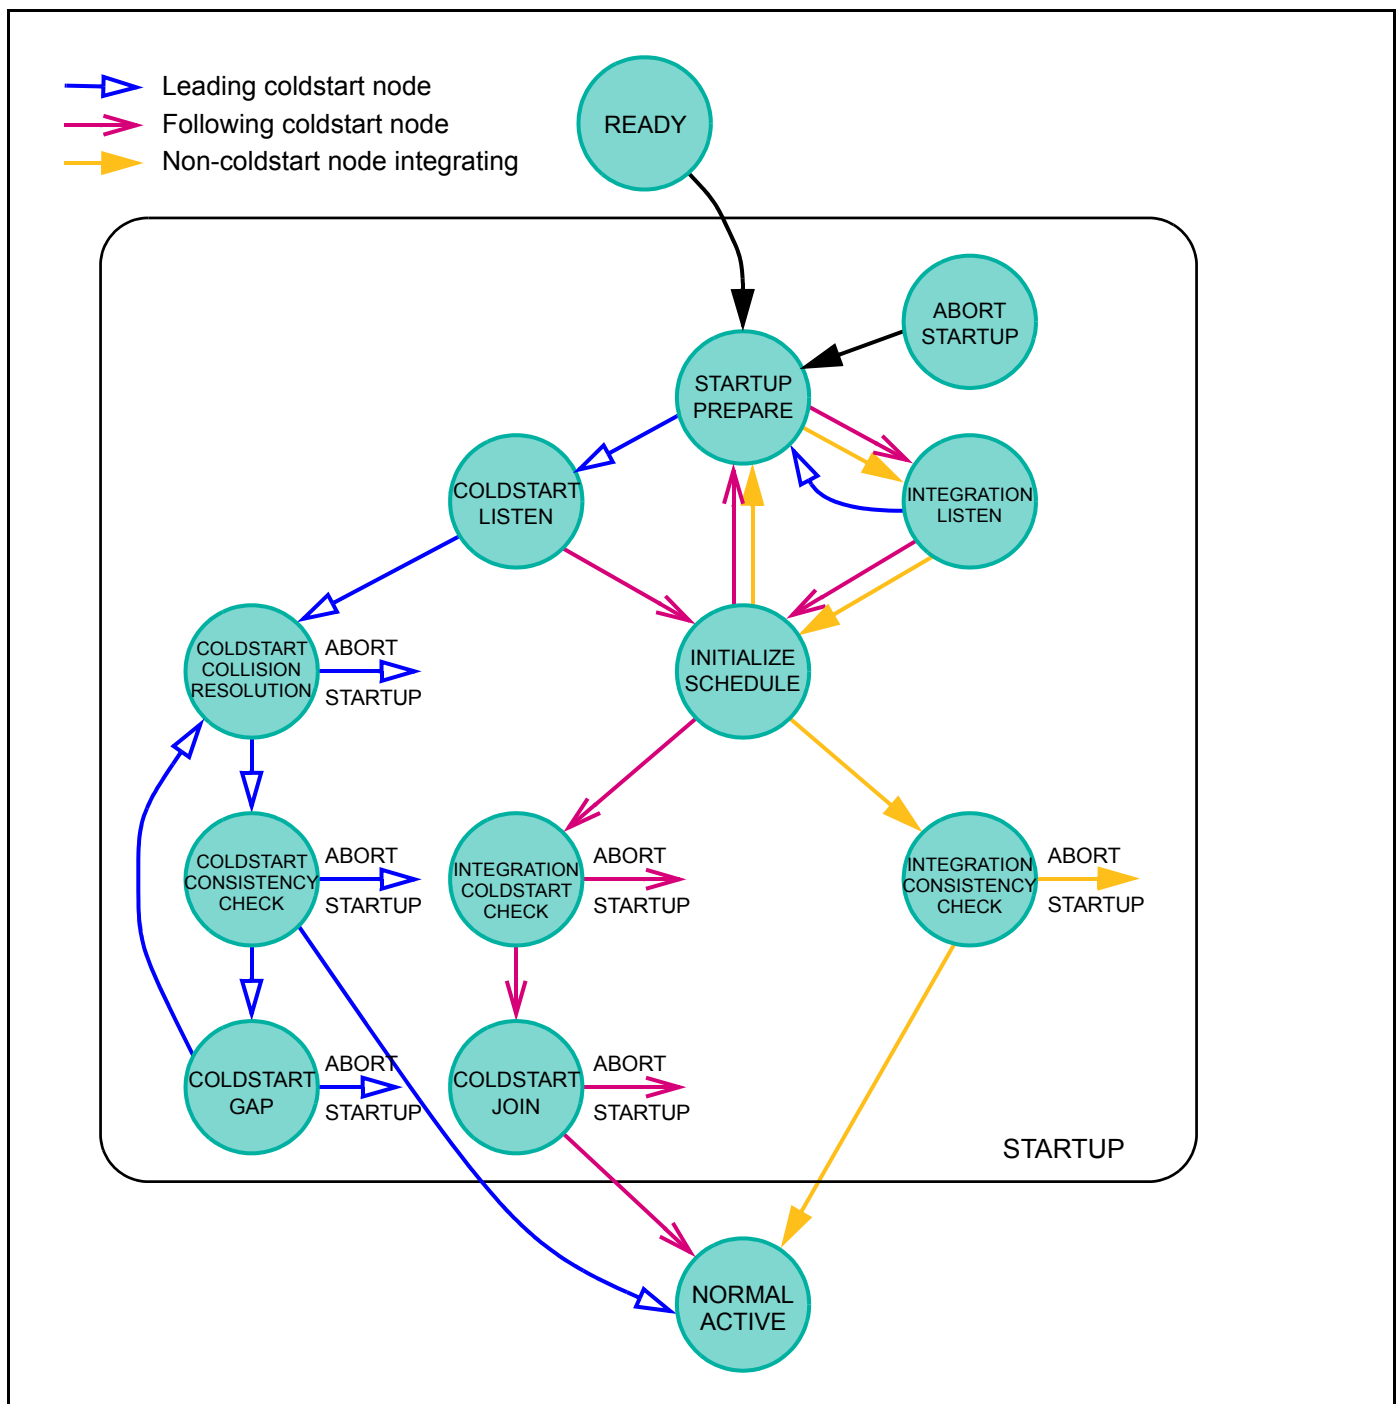 Leading coldstart node
Following coldstart node
Non-coldstart node integrating
READY
ABORT
STARTUP
STARTUP
PREPARE
COLDSTART
LISTEN
INTEGRATION
LISTEN
COLDSTART
COLLISION
RESOLUTION
ABORT
STARTUP
INITIALIZE
SCHEDULE
COLDSTART
CONSISTENCY
CHECK
ABORT
STARTUP
INTEGRATION
COLDSTART
CHECK
ABORT
STARTUP
INTEGRATION
CONSISTENCY
CHECK
ABORT
STARTUP
COLDSTART
GAP
ABORT
STARTUP
COLDSTART
JOIN
ABORT
STARTUP
STARTUP
NORMAL
ACTIVE